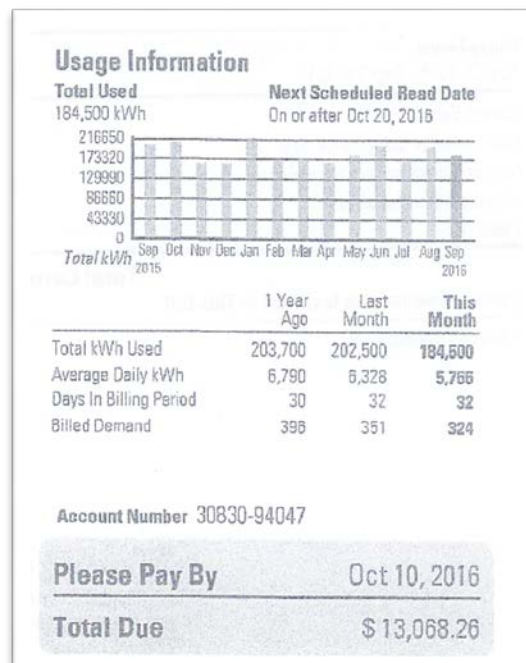 Usage Information
Total Used
184,500 kWh
Next Scheduled Read Date
On or after Oct 20, 2016
216650
173320
129990
86660
43330
0
Total kWh
Sep Oct Nov Dec Jan Feb Mar Apr May Jun Jul Aug Sep
2015 2016
1 Year Ago Last Month This Month
Total kWh Used 203,700 202,500 184,500
Average Daily kWh 6,790 6,328 5,766
Days In Billing Period 30 32 32
Billed Demand 396 351 324
Account Number 30830-94047
Please Pay By Oct 10, 2016
Total Due $13,068.26